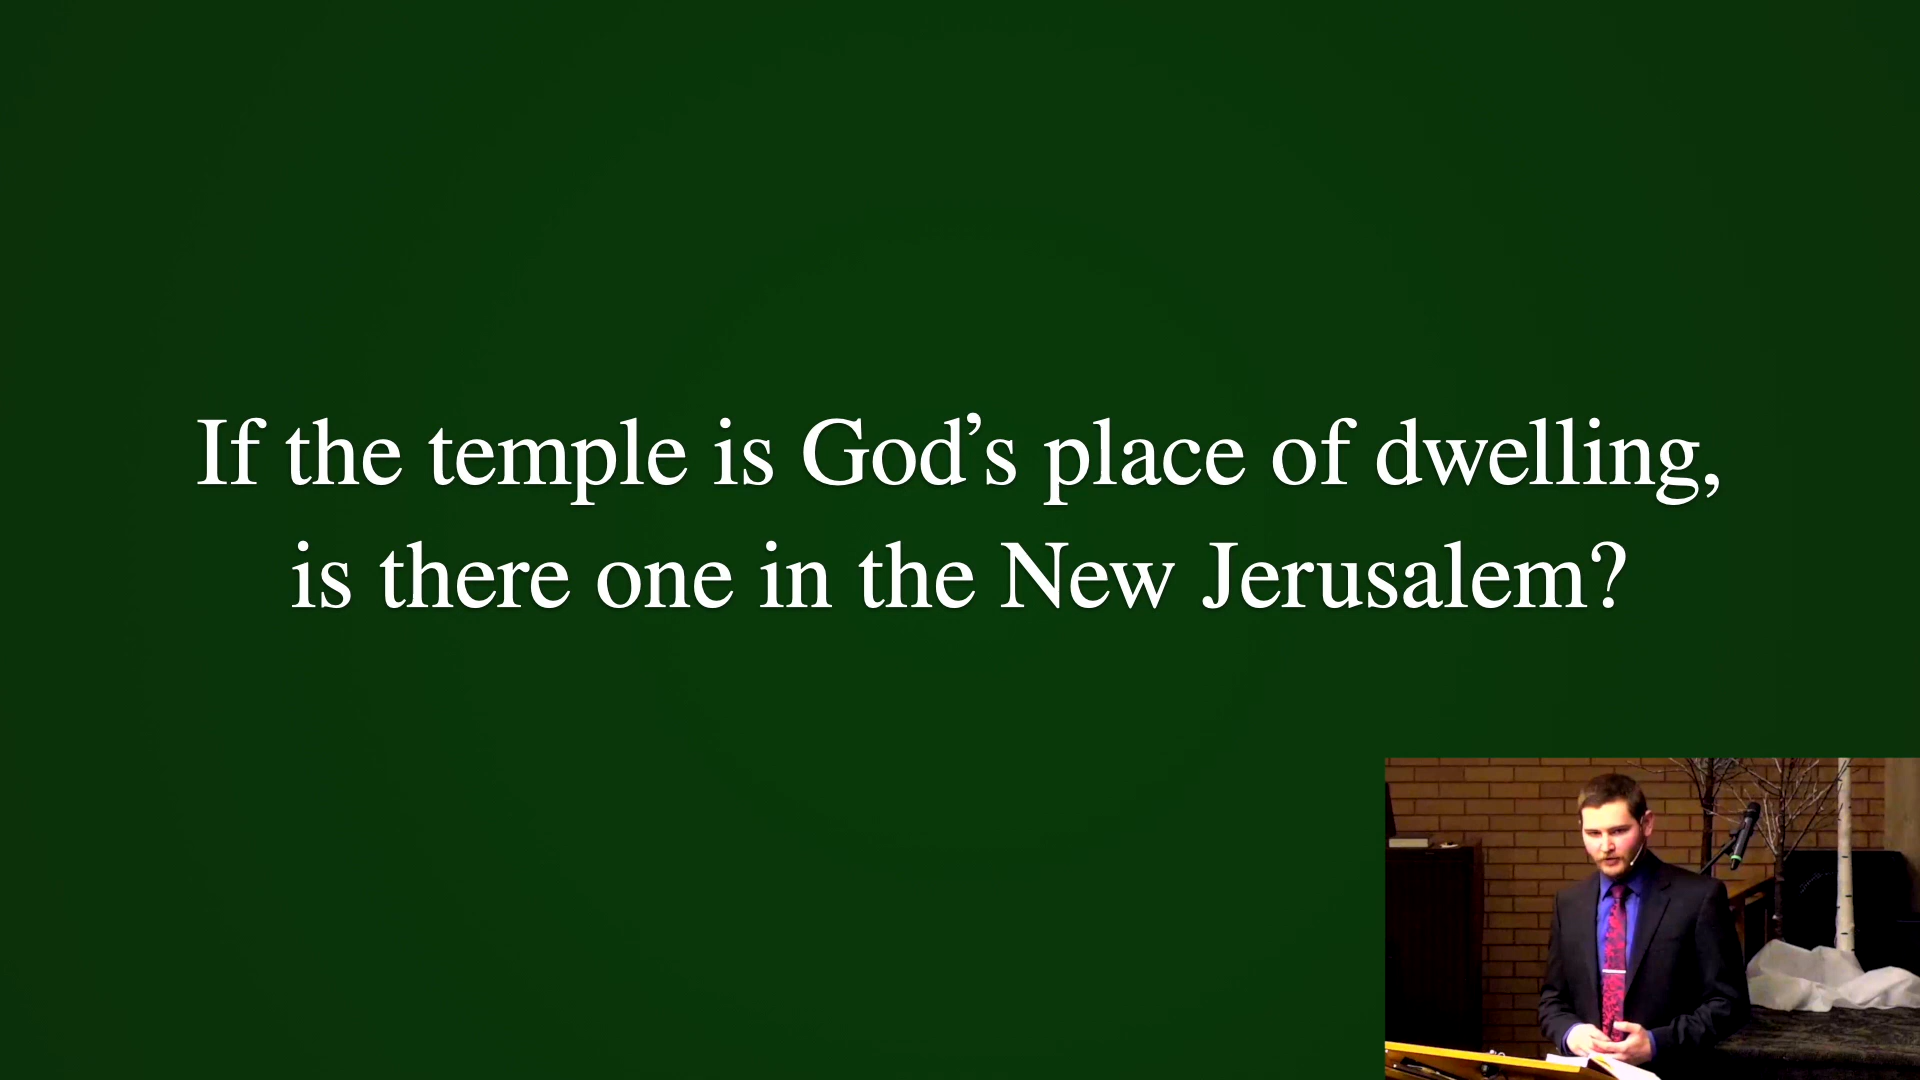 If the temple is God’s place of dwelling,
is there one in the New Jerusalem?